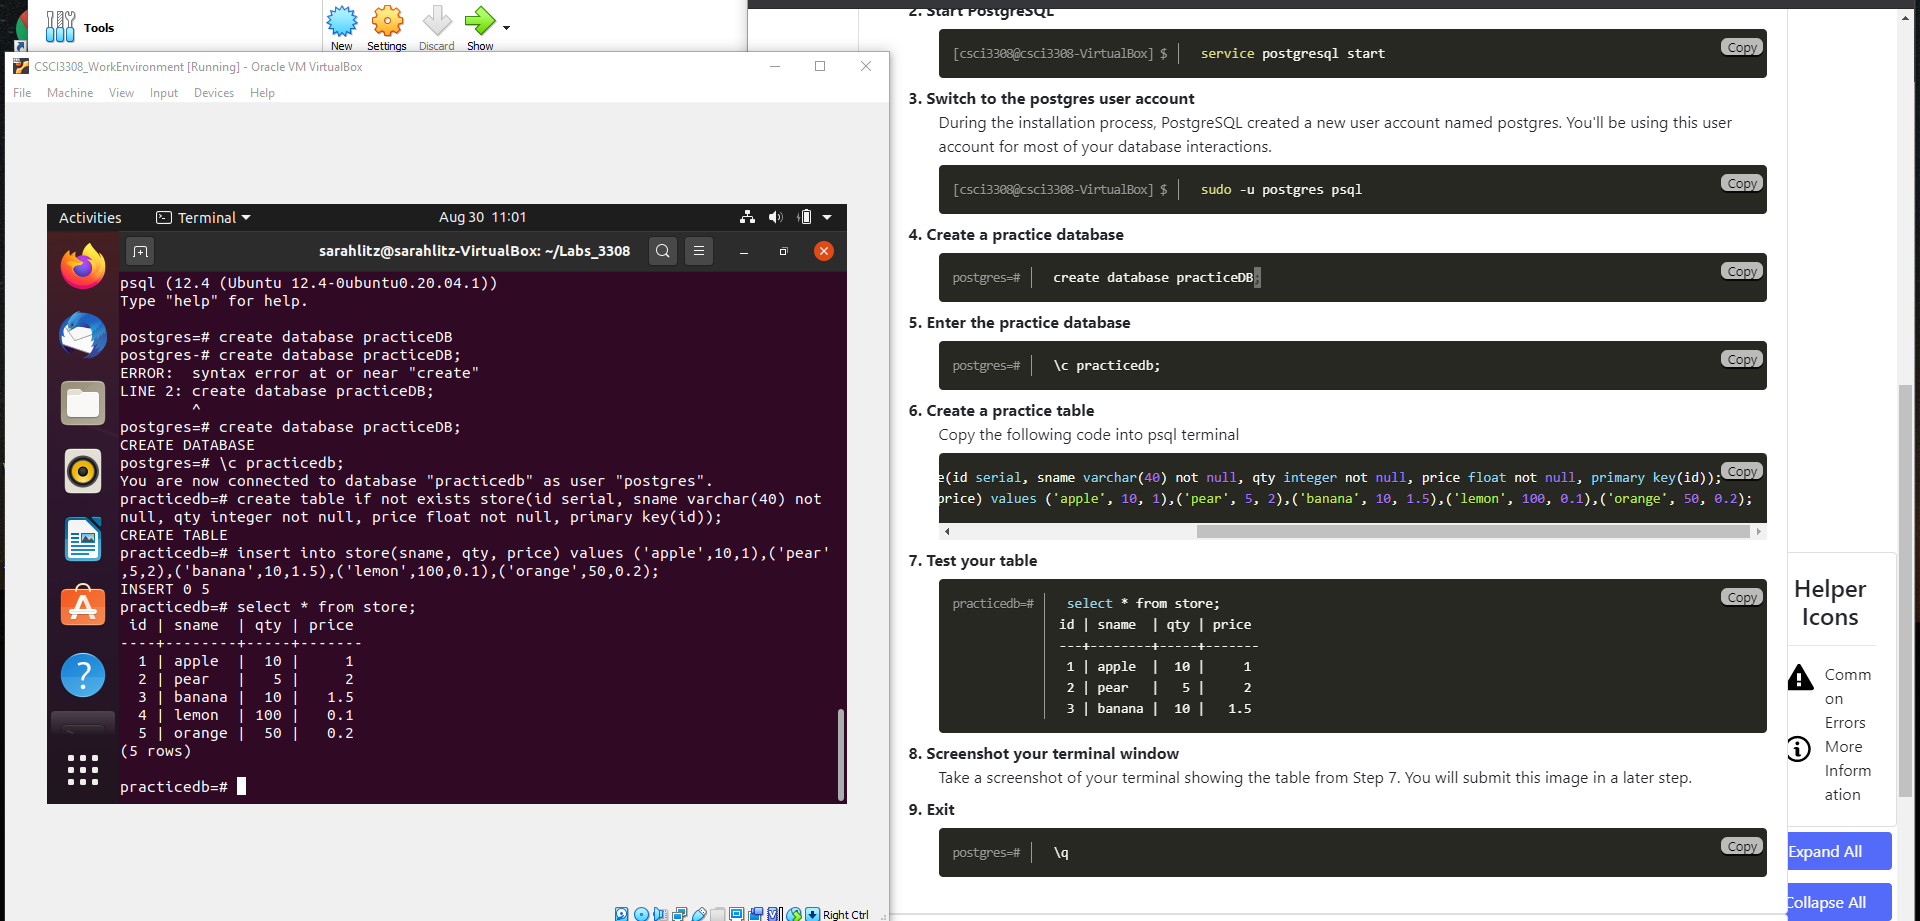 Tools
New
Settings
Discard
Show
CSCI3308_WorkEnvironment [Running] - Oracle VM VirtualBox
File Machine View Input Devices Help
Activities
Terminal
Aug 30 11:01
sarahlitz@sarahlitz-VirtualBox: ~/Labs_3308
psql (12.4 (Ubuntu 12.4-0ubuntu0.20.04.1))
Type "help" for help.
postgres=# create database practiceDB
postgres-# create database practiceDB;
ERROR:  syntax error at or near "create"
LINE 2: create database practiceDB;
^
postgres=# create database practiceDB;
CREATE DATABASE
postgres=# \c practicedb;
You are now connected to database "practicedb" as user "postgres".
practicedb=# create table if not exists store(id serial, sname varchar(40) not
null, qty integer not null, price float not null, primary key(id));
CREATE TABLE
practicedb=# insert into store(sname, qty, price) values ('apple',10,1),('pear'
,5,2),('banana',10,1.5),('lemon',100,0.1),('orange',50,0.2);
INSERT 0 5
practicedb=# select * from store;
 id | sname  | qty | price
----+--------+-----+-------
  1 | apple  |  10 |     1
  2 | pear   |   5 |     2
  3 | banana |  10 |   1.5
  4 | lemon  | 100 |   0.1
  5 | orange |  50 |   0.2
(5 rows)
practicedb=#
Right Ctrl
2. Start PostgreSQL
[csci3308@csci3308-VirtualBox] $ service postgresql start
Copy
3. Switch to the postgres user account
During the installation process, PostgreSQL created a new user account named postgres. You'll be using this user
account for most of your database interactions.
[csci3308@csci3308-VirtualBox] $ sudo -u postgres psql
Copy
4. Create a practice database
postgres=# create database practiceDB;
Copy
5. Enter the practice database
postgres=# \c practicedb;
Copy
6. Create a practice table
Copy the following code into psql terminal
e(id serial, sname varchar(40) not null, qty integer not null, price float not null, primary key(id));
Copy
price) values ('apple', 10, 1),('pear', 5, 2),('banana', 10, 1.5),('lemon', 100, 0.1),('orange', 50, 0.2);
7. Test your table
practicedb=# select * from store;
Copy
id | sname  | qty | price
---+--------+-----+-------
 1 | apple  |  10 |     1
 2 | pear   |   5 |     2
 3 | banana |  10 |   1.5
8. Screenshot your terminal window
Take a screenshot of your terminal showing the table from Step 7. You will submit this image in a later step.
9. Exit
postgres=# \q
Copy
Helper
Icons
Comm
on
Errors
More
Inform
ation
Expand All
Collapse All